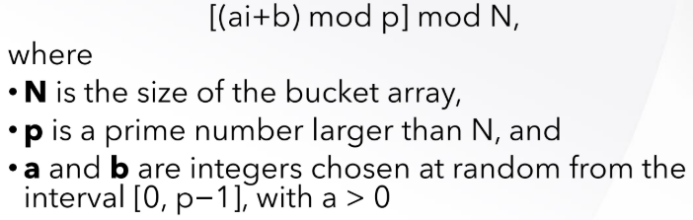 [(ai+b) mod p] mod N,
where
•N is the size of the bucket array,
•p is a prime number larger than N, and
•a and b are integers chosen at random from the
interval [0, p−1], with a > 0